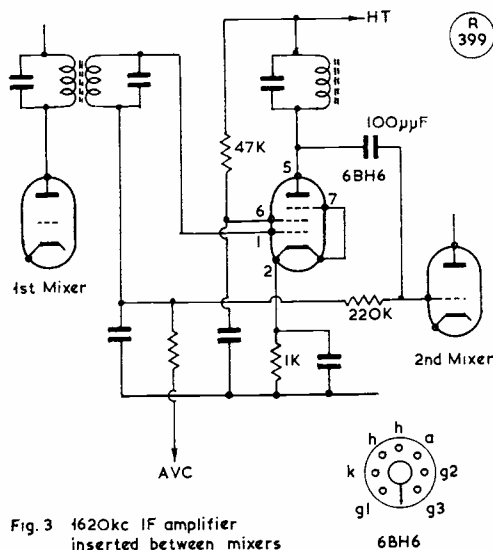 R
399
HT
100μμF
47K
5
6BH6
7
6
1
2
1st Mixer
220K
1K
2nd Mixer
AVC
h
h
a
k
g2
g1
g3
Fig. 3 1620kc IF amplifier
inserted between mixers
6BH6